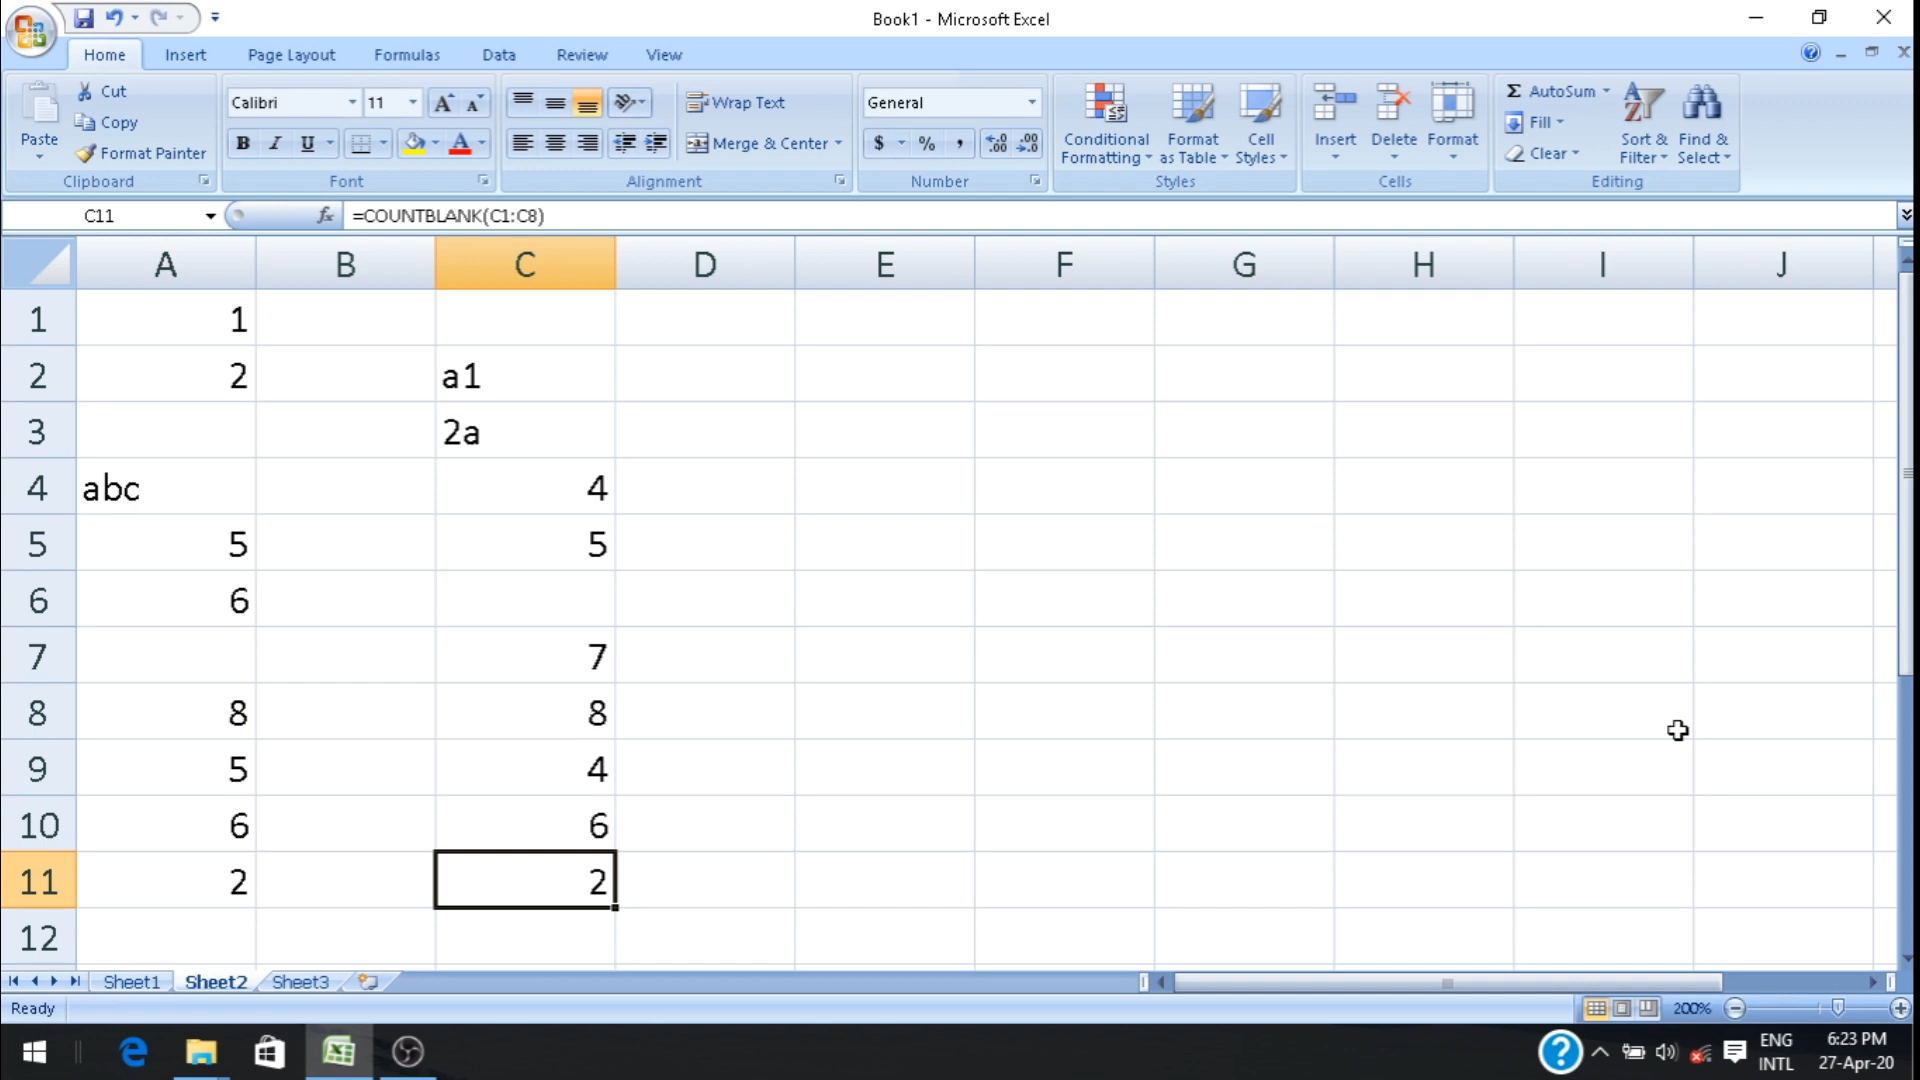 Book1 - Microsoft Excel
Home Insert Page Layout Formulas Data Review View
Paste
Cut
Copy
Format Painter
Clipboard
Calibri 11
B I U
Font
Wrap Text
Merge & Center
Alignment
General
$ % ,
Number
Conditional Formatting
Format as Table
Cell Styles
Styles
Insert Delete Format
Cells
AutoSum
Fill
Clear
Sort & Filter
Find & Select
Editing
C11 fx =COUNTBLANK(C1:C8)
A B C D E F G H I J
1 1
2 2 a1
3 2a
4 abc 4
5 5 5
6 6
7 7
8 8 8
9 5 4
10 6 6
11 2 2
12
Sheet1 Sheet2 Sheet3
Ready 200%
ENG 6:23 PM
INTL 27-Apr-20